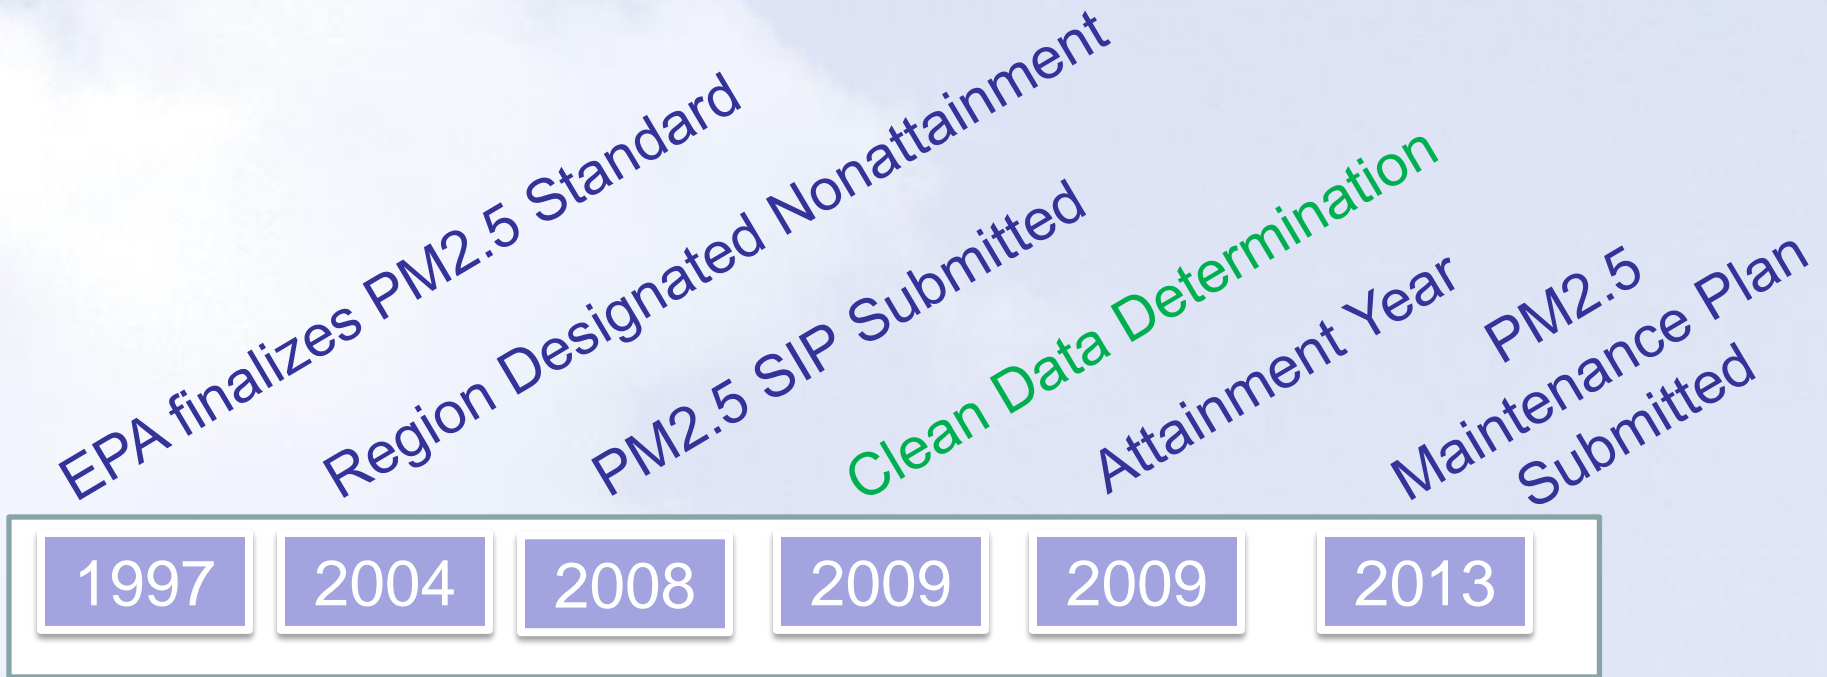 EPA finalizes PM2.5 Standard
Region Designated Nonattainment
PM2.5 SIP Submitted
Clean Data Determination
Attainment Year
PM2.5
Maintenance Plan
Submitted
1997
2004
2008
2009
2009
2013